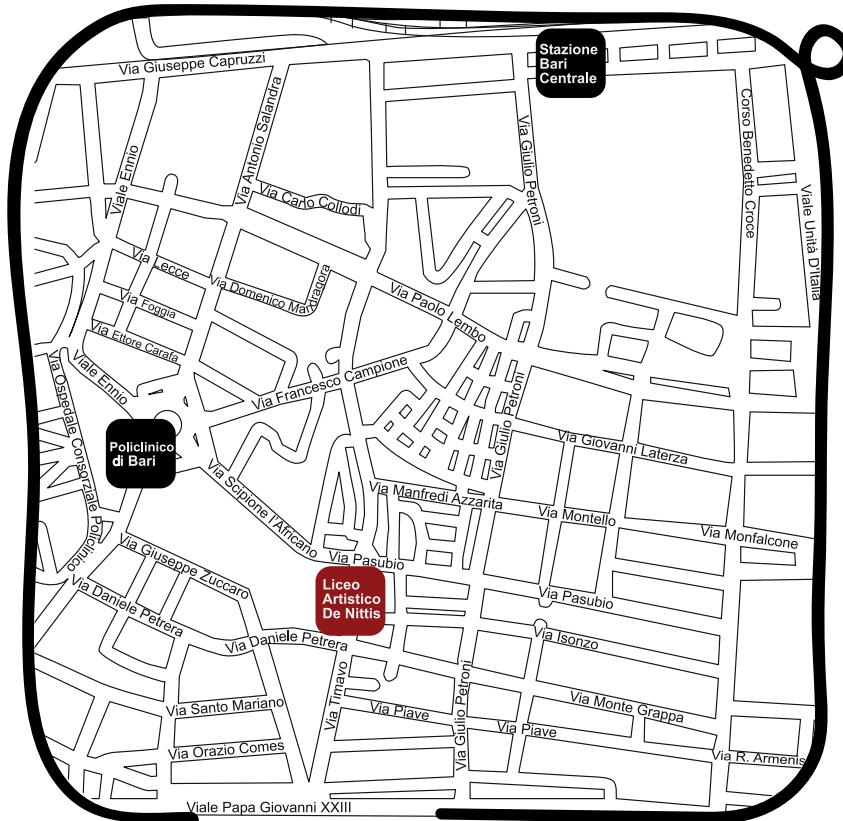 Stazione
Bari
Centrale
Via Giuseppe Capruzzi
Via Antonio Salandra
Via Giulio Petroni
Corso Benedetto Croce
Viale Ennio
Via Carlo Collodi
Viale Unità D'Italia
Via Lecce
Via Domenico Mayragora
Via Foggia
Via Paolo Lembo
Via Ettore Carafa
Viale Ennio
Via Francesco Campione
Via Ospedale Consorziale Policlinico
Via Giulio Petroni
Policlinico
di Bari
Via Giovanni Laterza
Via Scipione l'Africano
Via Manfredi Azzarita
Via Montello
Via Monfalcone
Via Giuseppe Zuccaro
Via Pasubio
Liceo
Artistico
De Nittis
Via Pasubio
Via Daniele Petrera
Via Daniele Petrera
Via Isonzo
Via Timavo
Via Giulio Petroni
Via Santo Mariano
Via Piave
Via Monte Grappa
Via Piave
Via Orazio Comes
Via R. Armenis
Viale Papa Giovanni XXIII